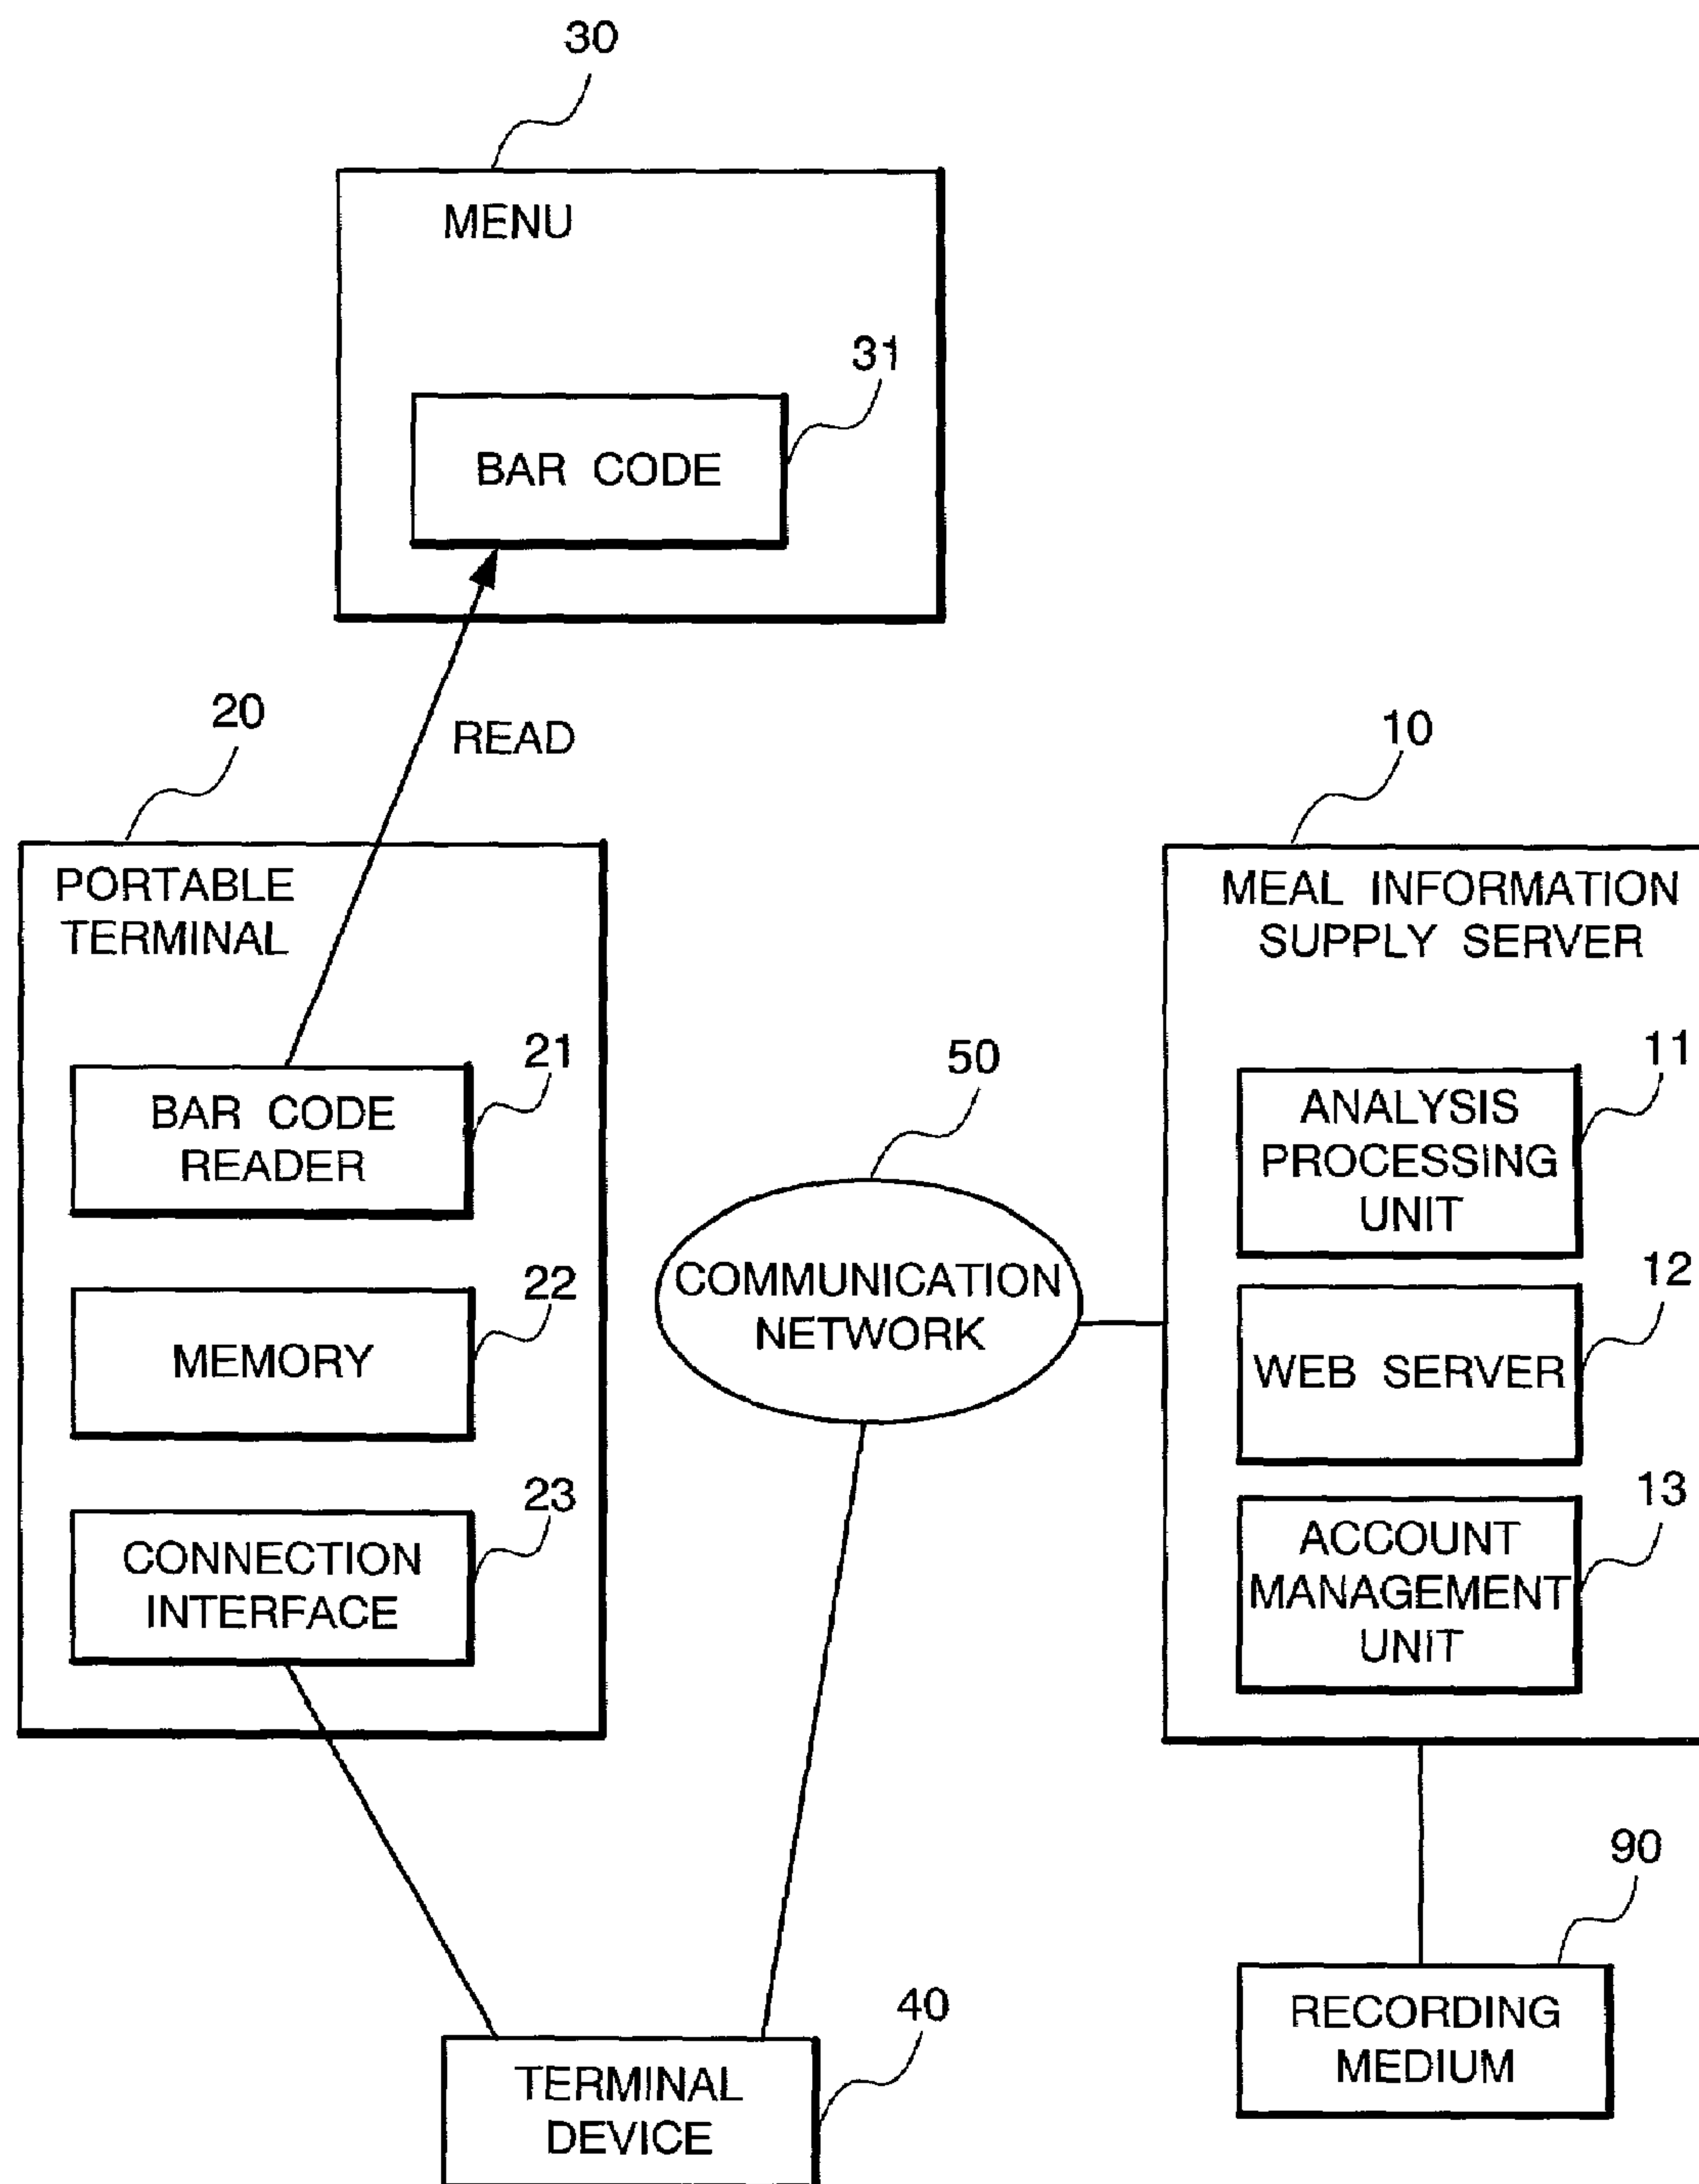 30
MENU
31
BAR CODE
READ
20
PORTABLE
TERMINAL
21
BAR CODE
READER
22
MEMORY
23
CONNECTION
INTERFACE
50
COMMUNICATION
NETWORK
10
MEAL INFORMATION
SUPPLY SERVER
11
ANALYSIS
PROCESSING
UNIT
12
WEB SERVER
13
ACCOUNT
MANAGEMENT
UNIT
40
TERMINAL
DEVICE
90
RECORDING
MEDIUM